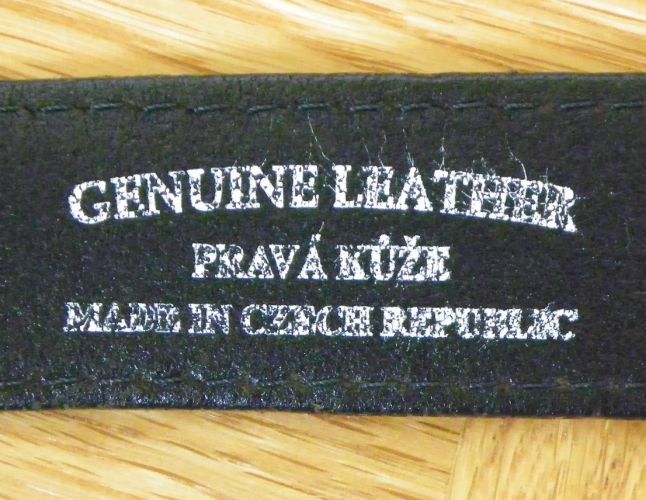 GENUINE LEATHER
PRAVÁ KŮŽE
MADE IN CZECH REPUBLIC